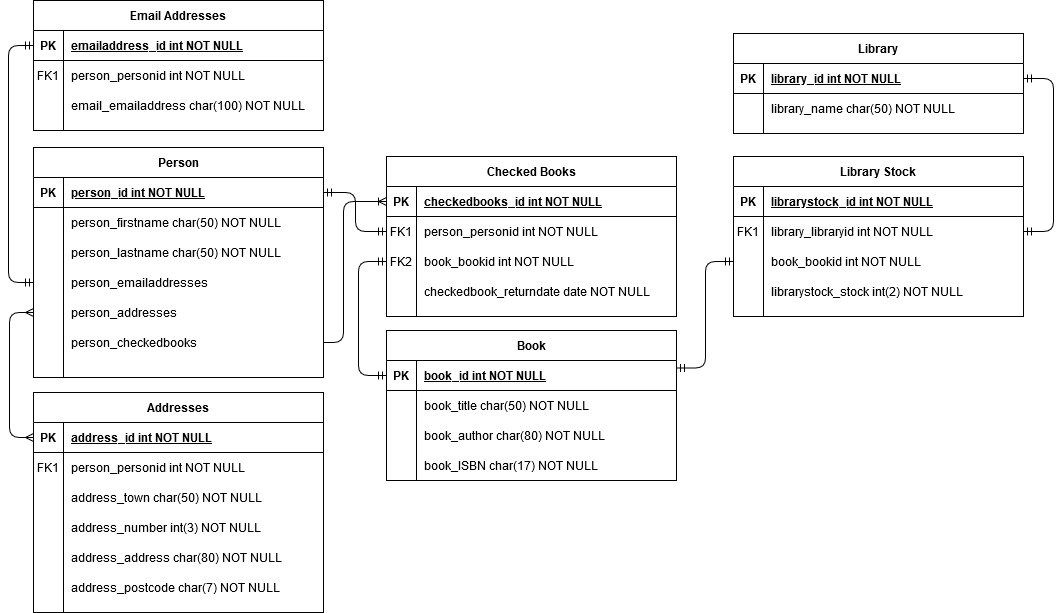 Email Addresses
PK emailaddress_id int NOT NULL
FK1 person_personid int NOT NULL
email_emailaddress char(100) NOT NULL
Person
PK person_id int NOT NULL
person_firstname char(50) NOT NULL
person_lastname char(50) NOT NULL
person_emailaddresses
person_addresses
person_checkedbooks
Addresses
PK address_id int NOT NULL
FK1 person_personid int NOT NULL
address_town char(50) NOT NULL
address_number int(3) NOT NULL
address_address char(80) NOT NULL
address_postcode char(7) NOT NULL
Checked Books
PK checkedbooks_id int NOT NULL
FK1 person_personid int NOT NULL
FK2 book_bookid int NOT NULL
checkedbook_returndate date NOT NULL
Book
PK book_id int NOT NULL
book_title char(50) NOT NULL
book_author char(80) NOT NULL
book_ISBN char(17) NOT NULL
Library
PK library_id int NOT NULL
library_name char(50) NOT NULL
Library Stock
PK librarystock_id int NOT NULL
FK1 library_libraryid int NOT NULL
book_bookid int NOT NULL
librarystock_stock int(2) NOT NULL